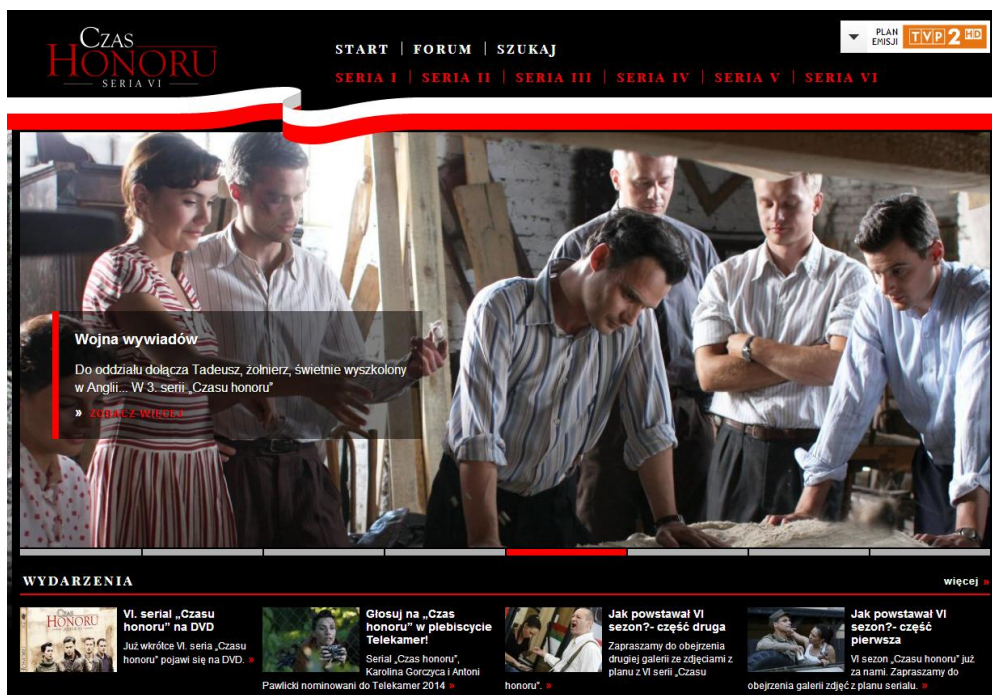 CZAS
HONORU
SERIA VI
START | FORUM | SZUKAJ
SERIA I | SERIA II | SERIA III | SERIA IV | SERIA V | SERIA VI
PLAN
EMISJI
TVP 2 HD
Wojna wywiadów
Do oddziału dołącza Tadeusz, żołnierz, świetnie wyszkolony
w Anglii... W 3. serii „Czasu honoru”
» ZOBACZ WIĘCEJ
WYDARZENIA
więcej »
CZAS
HONORU
VI. serial „Czasu
honoru” na DVD
Już wkrótce VI. seria „Czasu
honoru” pojawi się na DVD. »
Głosuj na „Czas
honoru” w plebiscycie
Telekamer!
Serial „Czas honoru”,
Karolina Gorczyca i Antoni
Pawlicki nominowani do Telekamer 2014 »
Jak powstawał VI
sezon?- część druga
Zapraszamy do obejrzenia
drugiej galerii ze zdjęciami z
planu z VI serii „Czasu
honoru”. »
Jak powstawał VI
sezon?- część
pierwsza
VI sezon „Czasu honoru” już
za nami. Zapraszamy do
obejrzenia galerii zdjęć z planu serialu. »